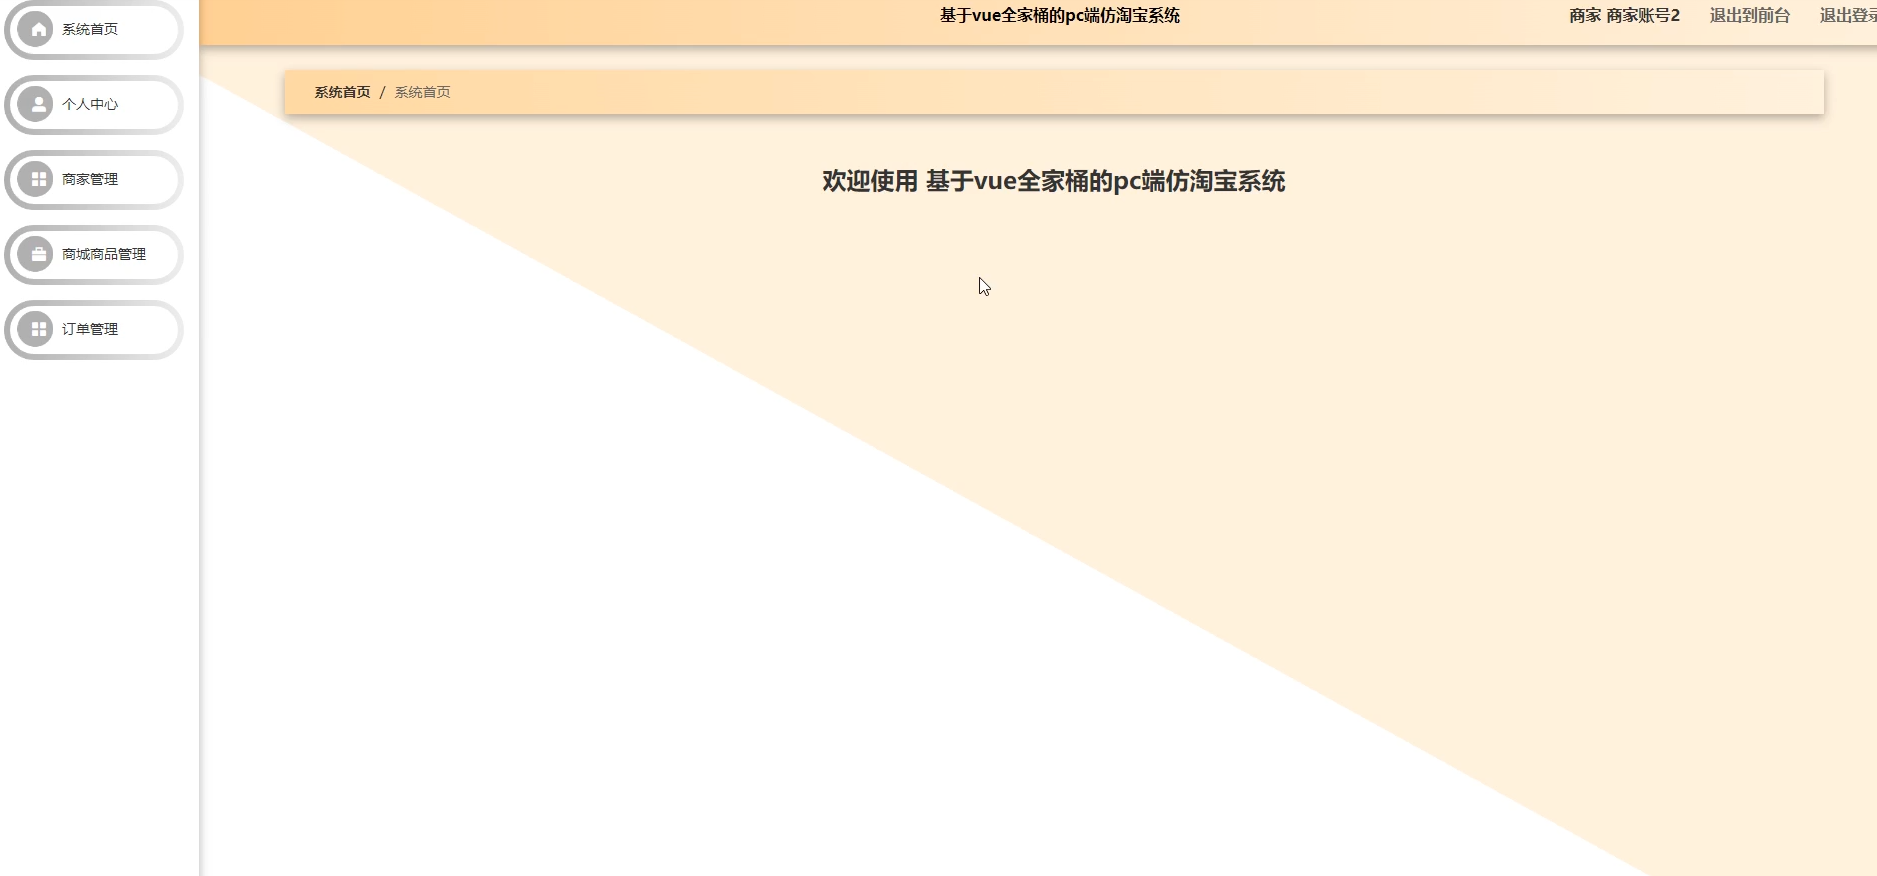 系统首页
个人中心
商家管理
商城商品管理
订单管理
基于vue全家桶的pc端仿淘宝系统
商家 商家账号2
退出到前台
退出登录
系统首页 / 系统首页
欢迎使用 基于vue全家桶的pc端仿淘宝系统